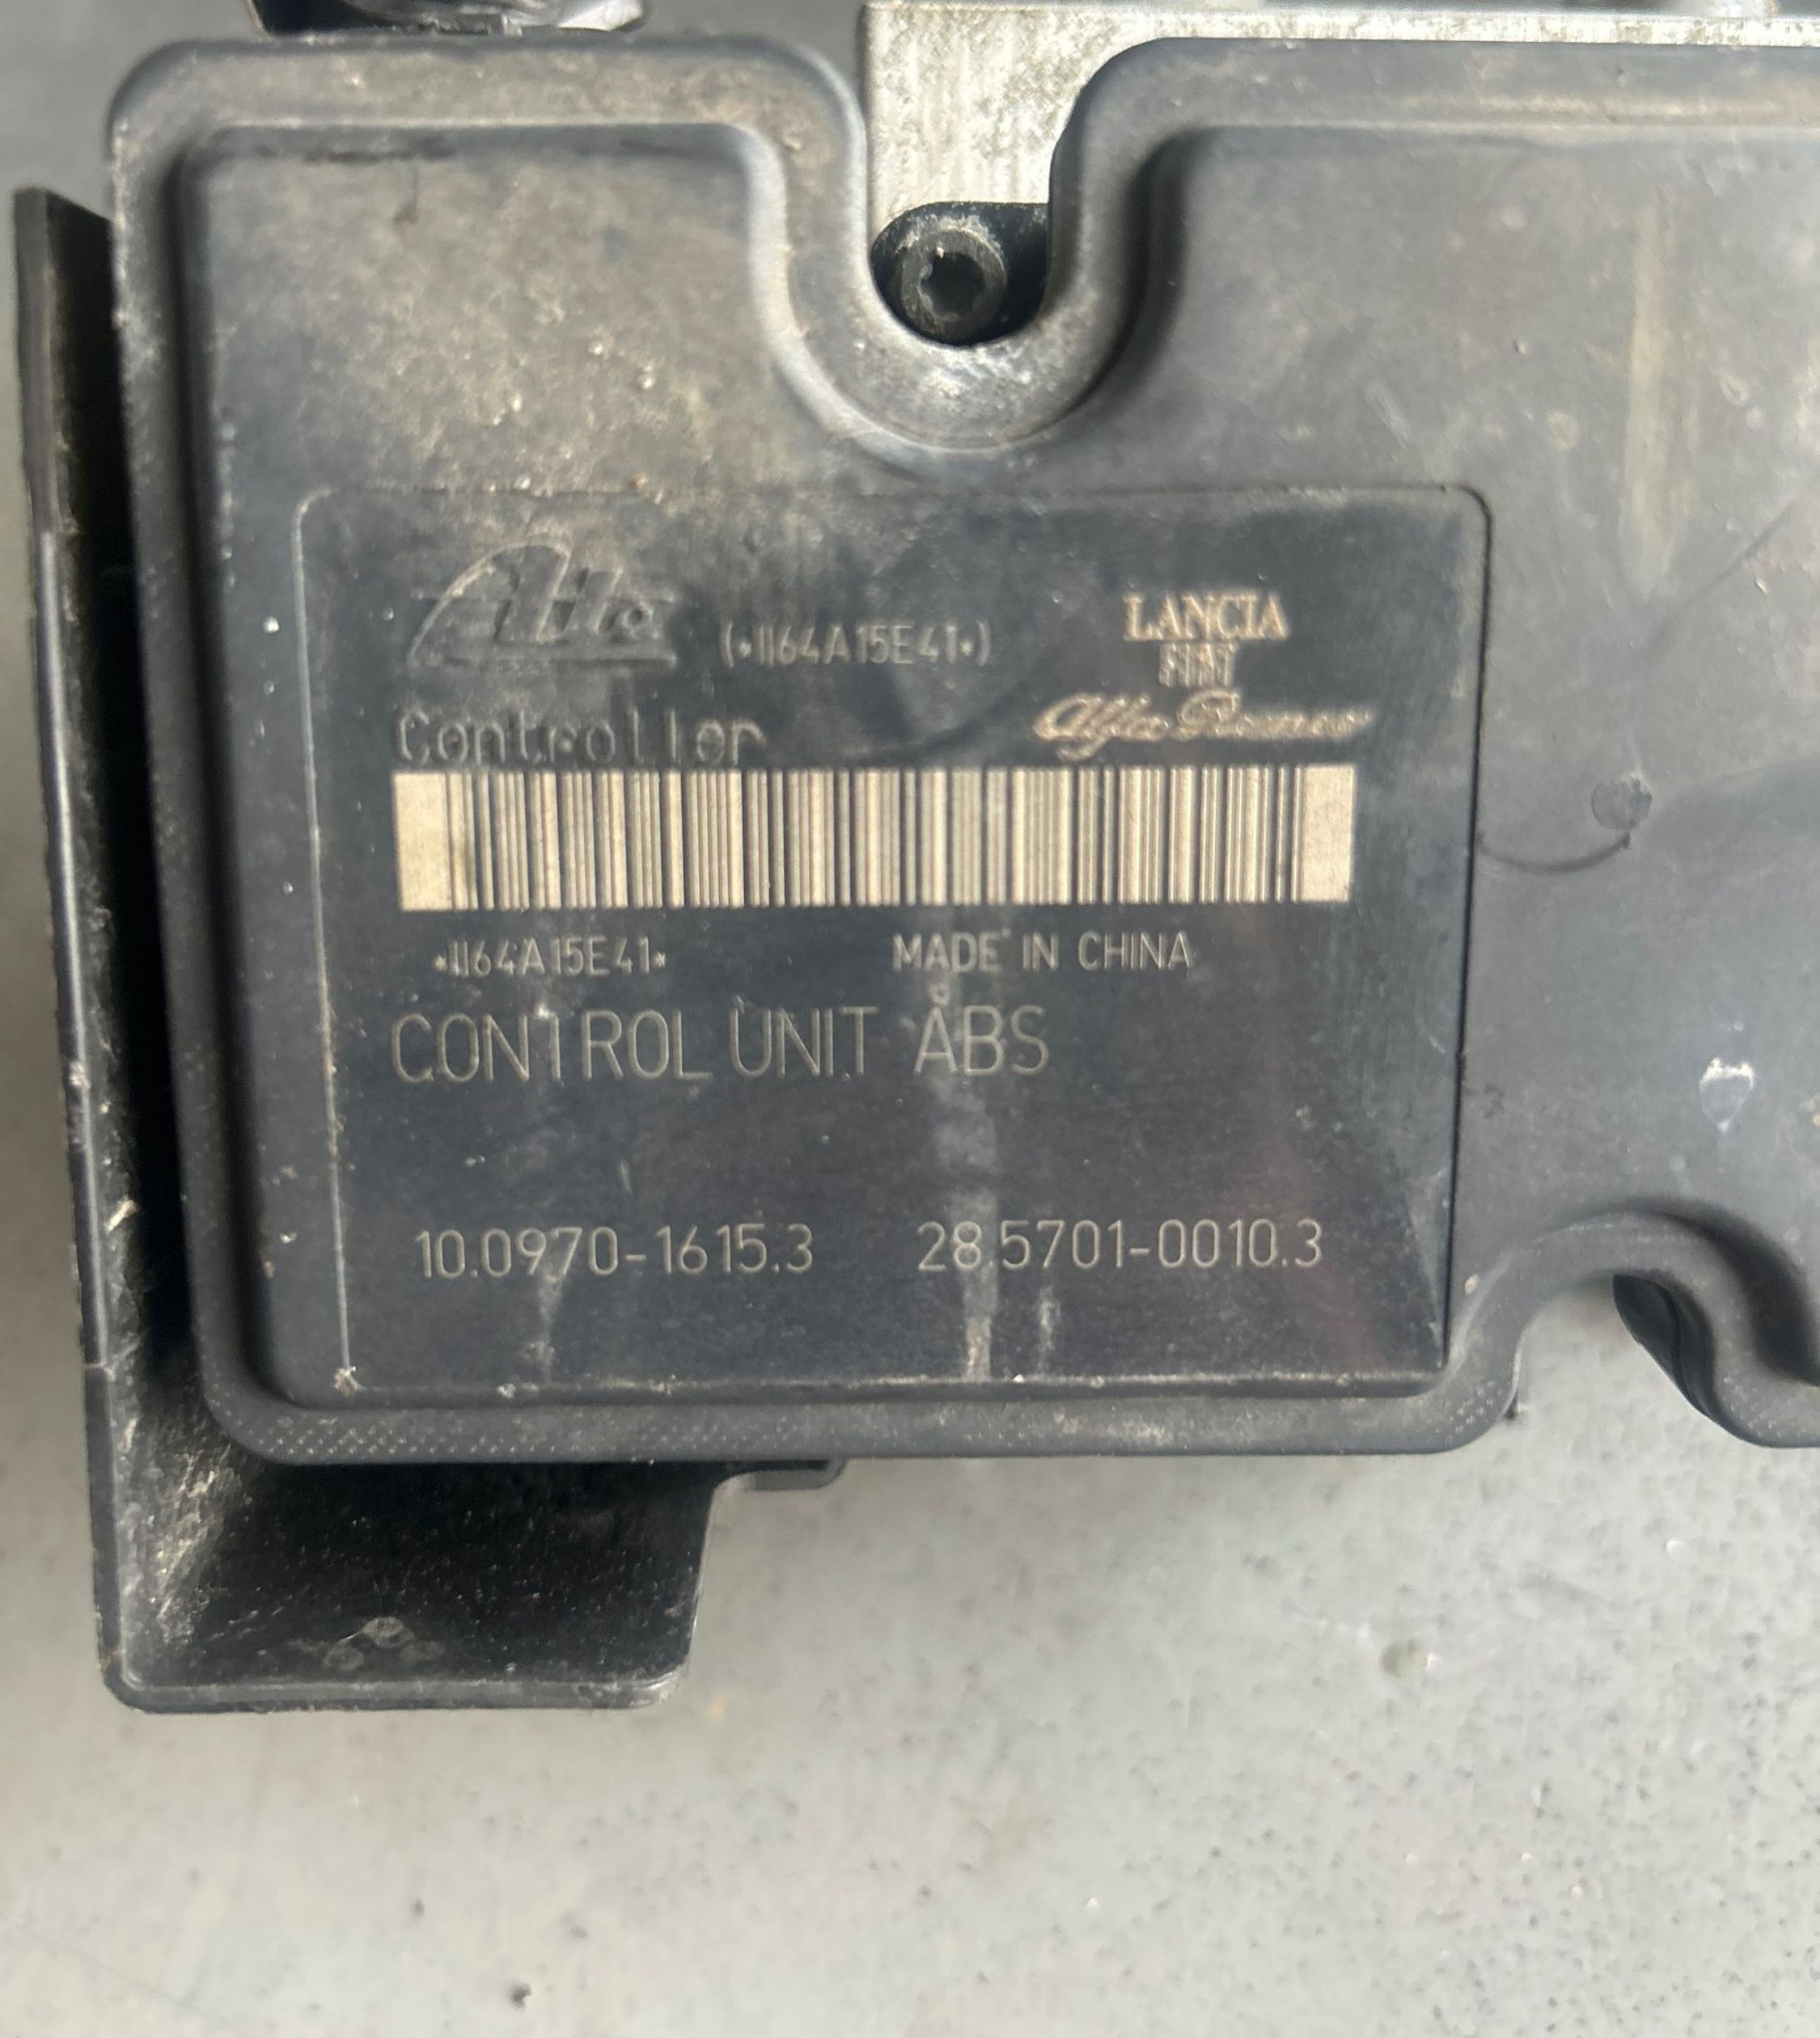 Ate (*1164A15E41*) LANCIA
FIAT
Controller Alfa Romeo
*1164A15E41* MADE IN CHINA
CONTROL UNIT ABS
10.0970-1615.3 28.5701-0010.3